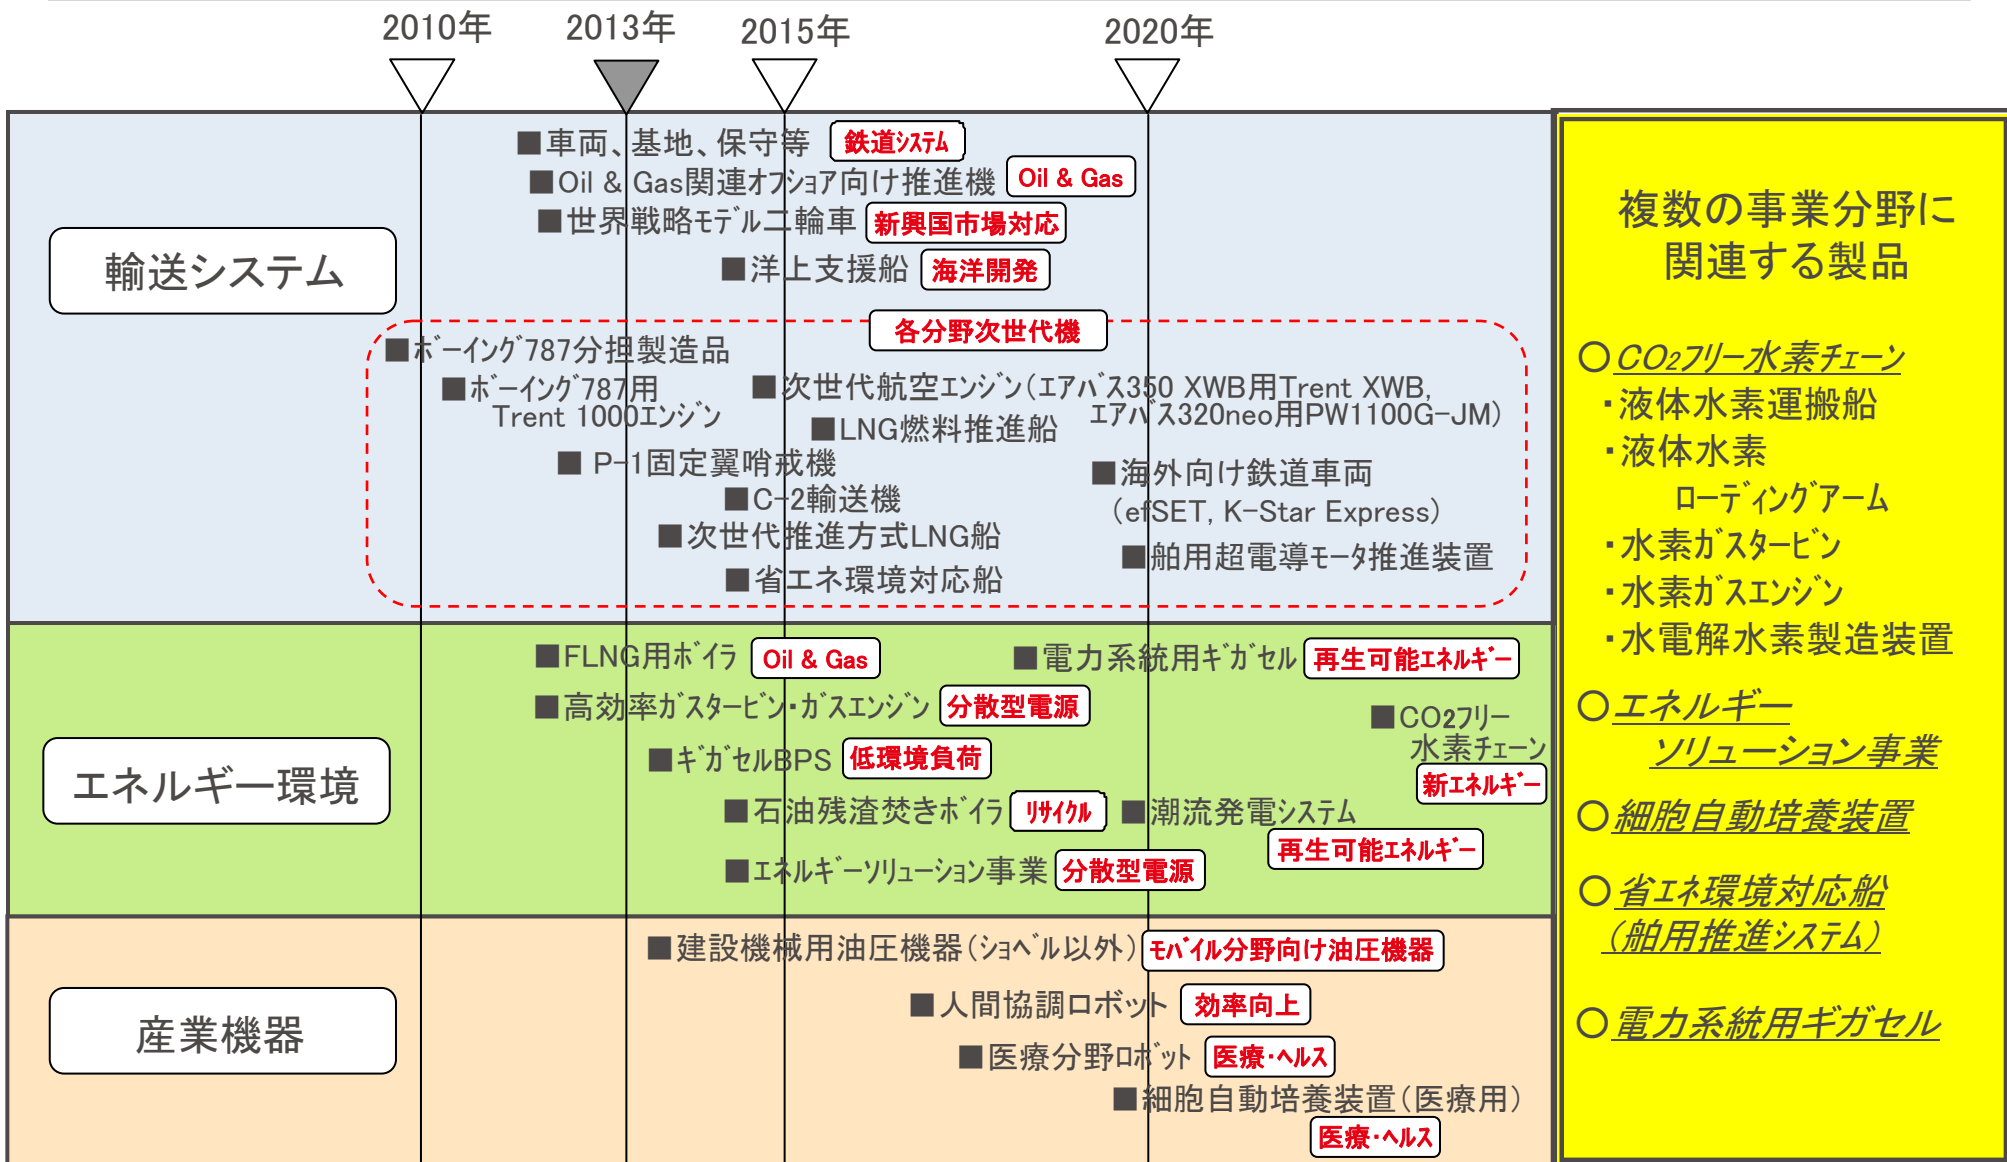 2010年
2013年
2015年
2020年
輸送システム
■車両、基地、保守等 鉄道ｼｽﾃﾑ
■Oil & Gas関連ｵﾌｼｮｱ向け推進機 Oil & Gas
■世界戦略ﾓﾃﾞﾙ二輪車 新興国市場対応
■洋上支援船 海洋開発
各分野次世代機
■ﾎﾞｰｲﾝｸﾞ787分担製造品
■ﾎﾞｰｲﾝｸﾞ787用
Trent 1000ｴﾝｼﾞﾝ
■次世代航空ｴﾝｼﾞﾝ(ｴｱﾊﾞｽ350 XWB用Trent XWB,
ｴｱﾊﾞｽ320neo用PW1100G-JM)
■LNG燃料推進船
■ P-1固定翼哨戒機
■C-2輸送機
■海外向け鉄道車両
(efSET, K-Star Express)
■次世代推進方式LNG船
■舶用超電導ﾓｰﾀ推進装置
■省エネ環境対応船
エネルギー環境
■FLNG用ﾎﾞｲﾗ Oil & Gas
■電力系統用ｷﾞｶﾞｾﾙ 再生可能ｴﾈﾙｷﾞｰ
■高効率ｶﾞｽﾀｰﾋﾞﾝ･ｶﾞｽｴﾝｼﾞﾝ 分散型電源
■CO2ﾌﾘｰ
水素ﾁｪｰﾝ
新ｴﾈﾙｷﾞｰ
■ｷﾞｶﾞｾﾙBPS 低環境負荷
■石油残渣焚きﾎﾞｲﾗ ﾘｻｲｸﾙ
■潮流発電ｼｽﾃﾑ
再生可能ｴﾈﾙｷﾞｰ
■ｴﾈﾙｷﾞｰｿﾘｭｰｼｮﾝ事業 分散型電源
産業機器
■建設機械用油圧機器(ｼｮﾍﾞﾙ以外) ﾓﾊﾞｲﾙ分野向け油圧機器
■人間協調ロボット 効率向上
■医療分野ﾛﾎﾞｯﾄ 医療･ﾍﾙｽ
■細胞自動培養装置(医療用)
医療･ﾍﾙｽ
複数の事業分野に
関連する製品
○CO2ﾌﾘｰ水素ﾁｪｰﾝ
・液体水素運搬船
・液体水素
ﾛｰﾃﾞｨﾝｸﾞｱｰﾑ
・水素ｶﾞｽﾀｰﾋﾞﾝ
・水素ｶﾞｽｴﾝｼﾞﾝ
・水電解水素製造装置
○エネルギー
ソリューション事業
○細胞自動培養装置
○省ｴﾈ環境対応船
(舶用推進ｼｽﾃﾑ)
○電力系統用ギガセル